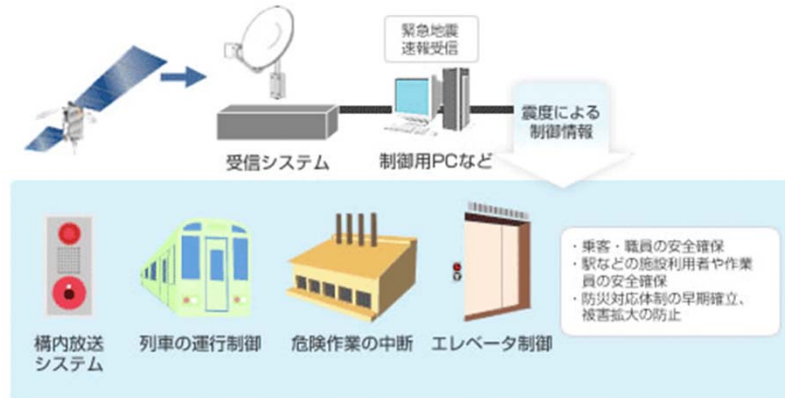 緊急地震
速報受信
震度による
制御情報
受信システム
制御用PCなど
・乗客・職員の安全確保
・駅などの施設利用者や作業
員の安全確保
・防災対応体制の早期確立、
被害拡大の防止
構内放送
システム
列車の運行制御
危険作業の中断
エレベータ制御